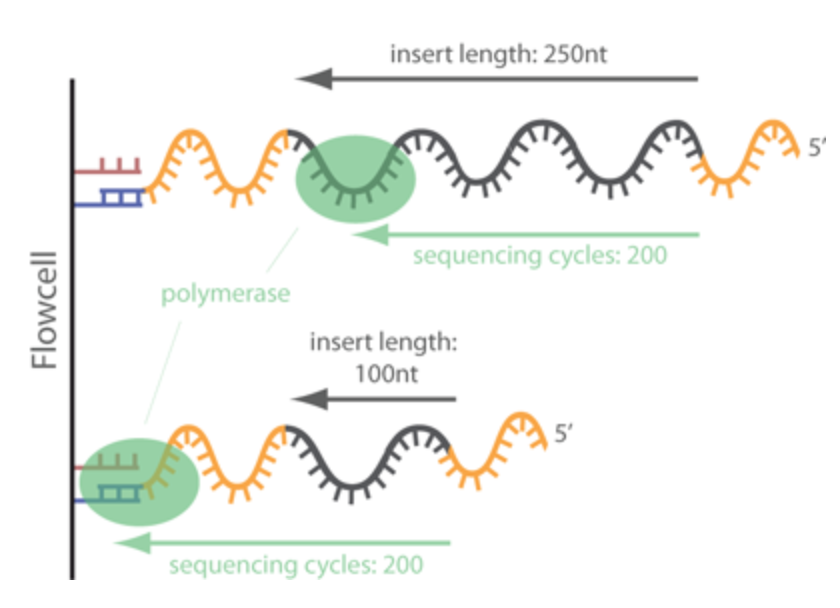 insert length: 250nt
5'
sequencing cycles: 200
Flowcell
polymerase
insert length:
100nt
5'
sequencing cycles: 200